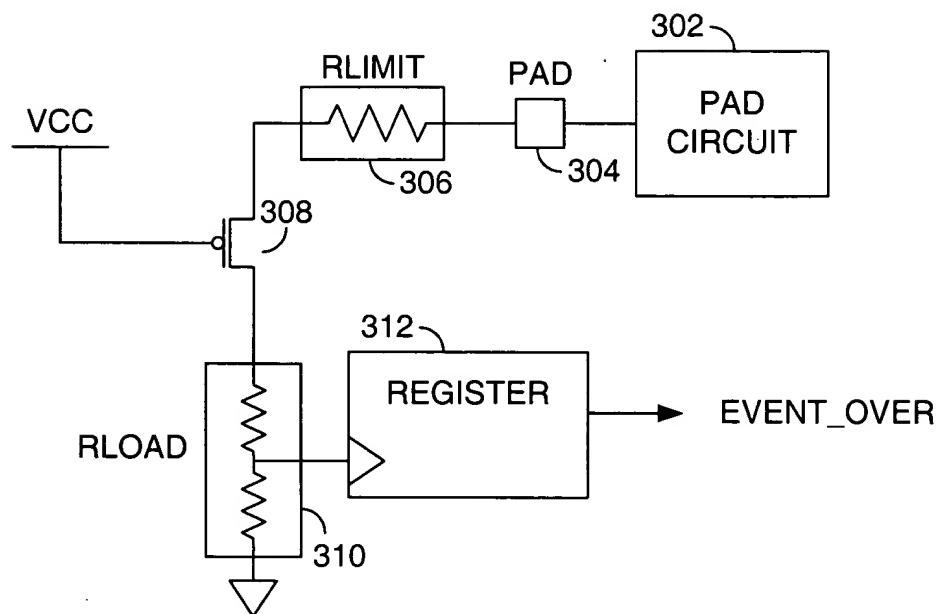 302
RLIMIT
PAD
PAD
CIRCUIT
VCC
306
304
308
312
REGISTER
EVENT_OVER
RLOAD
310